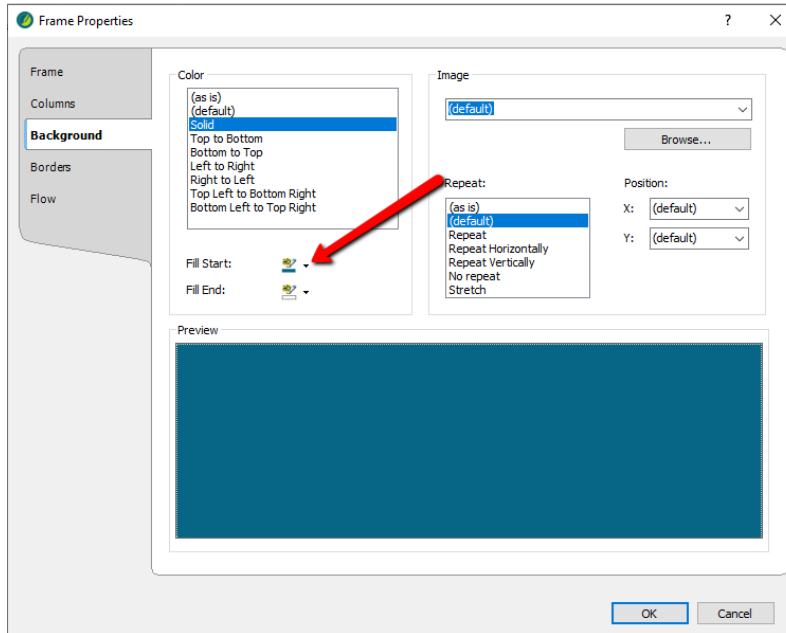 Frame Properties
?
Frame
Columns
Background
Borders
Flow
Color
(as is)
(default)
Solid
Top to Bottom
Bottom to Top
Left to Right
Right to Left
Top Left to Bottom Right
Bottom Left to Top Right
Fill Start:
Fill End:
Image
(default)
Browse...
Repeat:
(as is)
(default)
Repeat
Repeat Horizontally
Repeat Vertically
No repeat
Stretch
Position:
X: (default)
Y: (default)
Preview
OK
Cancel